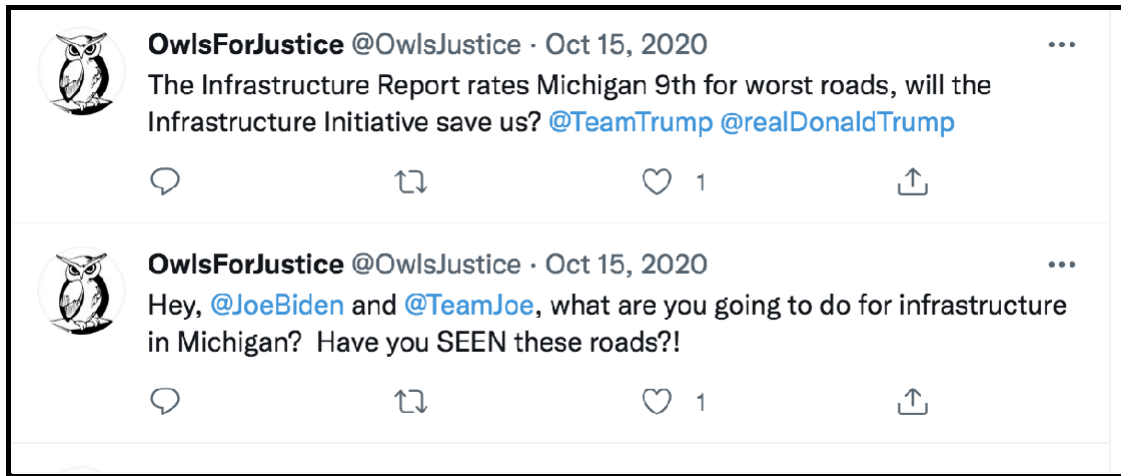 OwlsForJustice @OwlsJustice · Oct 15, 2020
The Infrastructure Report rates Michigan 9th for worst roads, will the
Infrastructure Initiative save us? @TeamTrump @realDonaldTrump
1
OwlsForJustice @OwlsJustice · Oct 15, 2020
Hey, @JoeBiden and @TeamJoe, what are you going to do for infrastructure
in Michigan?  Have you SEEN these roads?!
1